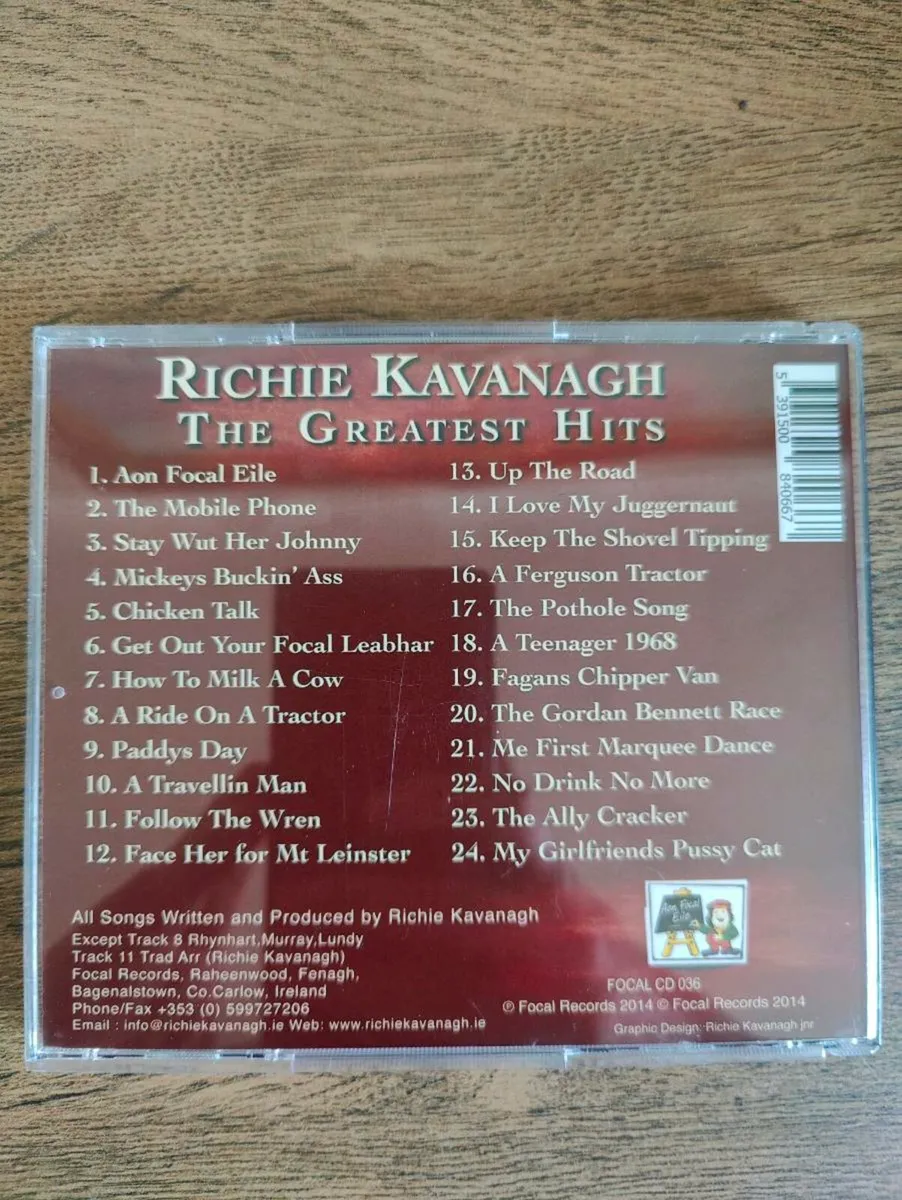 RICHIE KAVANAGH
THE GREATEST HITS
1. Aon Focal Eile
2. The Mobile Phone
3. Stay Wut Her Johnny
4. Mickeys Buckin' Ass
5. Chicken Talk
6. Get Out Your Focal Leabhar
7. How To Milk A Cow
8. A Ride On A Tractor
9. Paddys Day
10. A Travellin Man
11. Follow The Wren
12. Face Her for Mt Leinster
13. Up The Road
14. I Love My Juggernaut
15. Keep The Shovel Tipping
16. A Ferguson Tractor
17. The Pothole Song
18. A Teenager 1968
19. Fagans Chipper Van
20. The Gordan Bennett Race
21. Me First Marquee Dance
22. No Drink No More
23. The Ally Cracker
24. My Girlfriends Pussy Cat
5 391500 840667
All Songs Written and Produced by Richie Kavanagh
Except Track 8 Rhynhart,Murray,Lundy
Track 11 Trad Arr (Richie Kavanagh)
Focal Records, Raheenwood, Fenagh,
Bagenalstown, Co.Carlow, Ireland
Phone/Fax +353 (0) 599727206
Email : info@richiekavanagh.ie Web: www.richiekavanagh.ie
Aon Focal
Eile
FOCAL CD 036
℗ Focal Records 2014 © Focal Records 2014
Graphic Design: Richie Kavanagh jnr